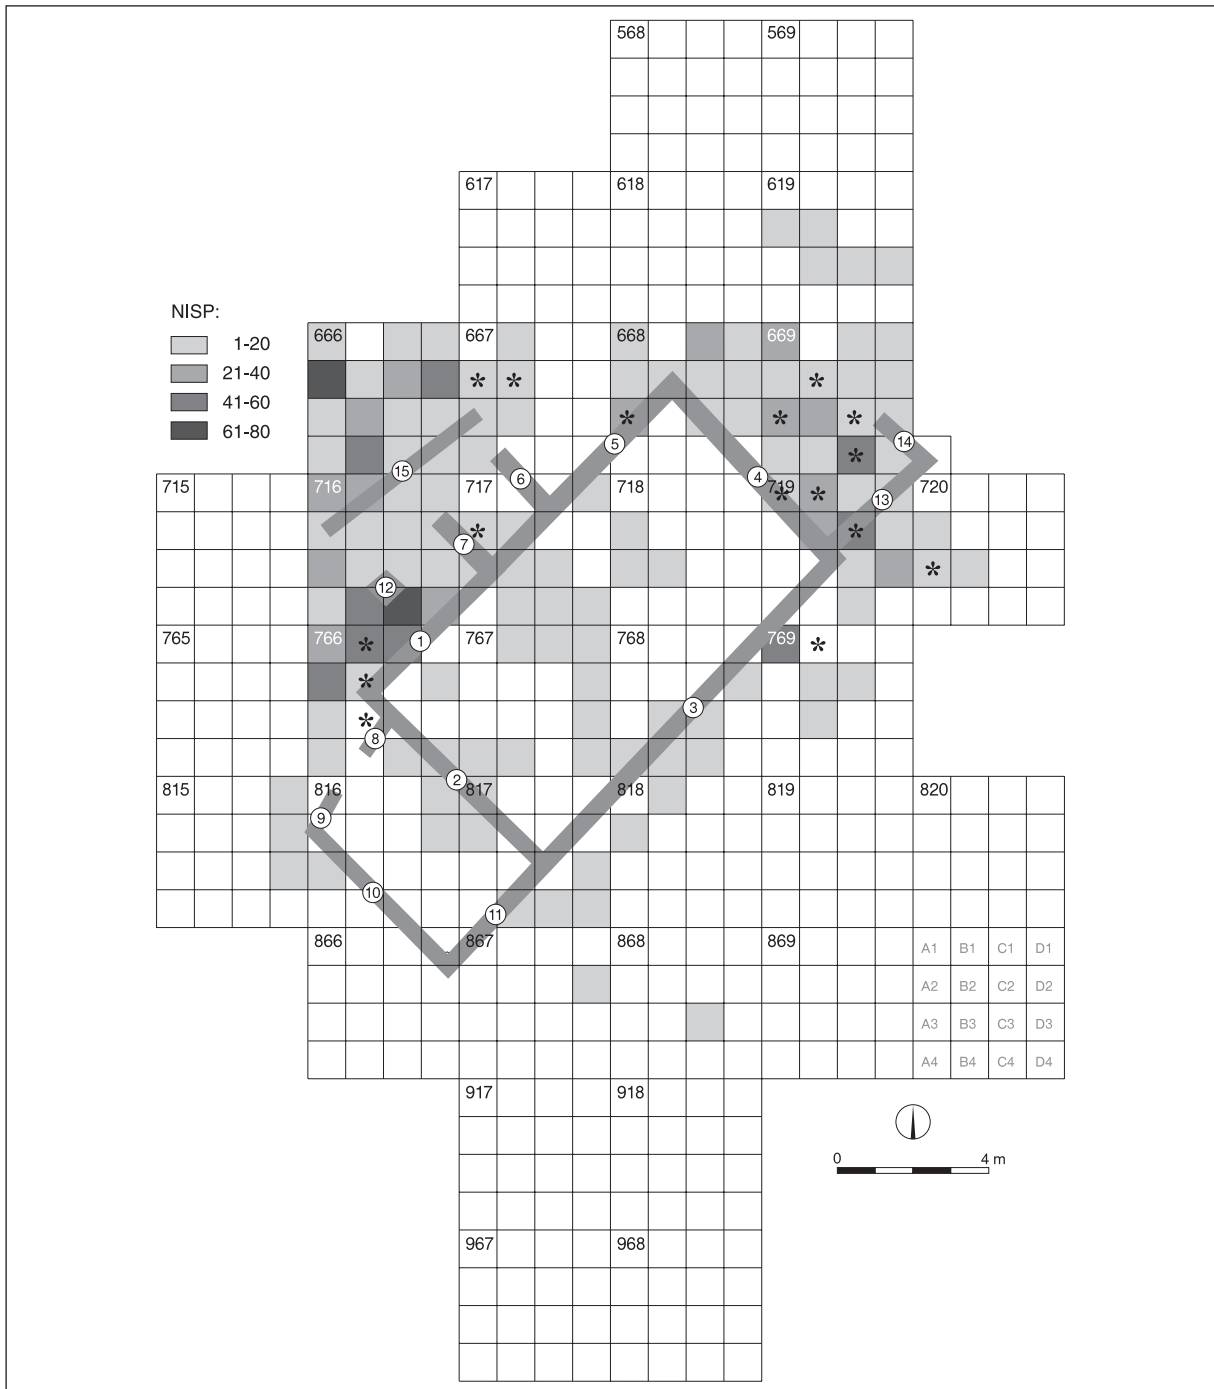 568 569
617 618 619
NISP:
1-20
21-40
41-60
61-80
666 667 668 669
* * *
* * *
5 14
*
15 6 4
715 716 717 718 719 720
* *
13
* *
7
*
12
765 766 767 768 769
* *
1
*
3
*
8
2
815 816 817 818 819 820
9
10
11
866 867 868 869
A1 B1 C1 D1
A2 B2 C2 D2
A3 B3 C3 D3
A4 B4 C4 D4
917 918
0 4 m
967 968